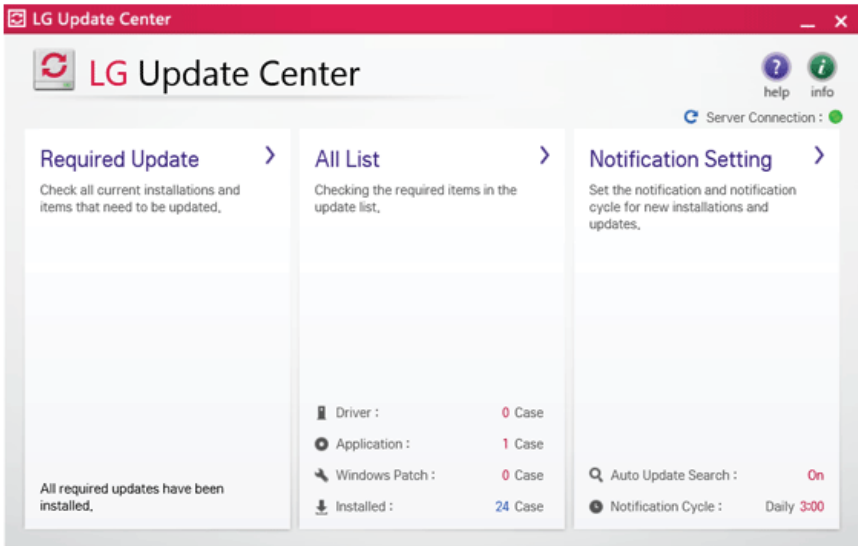 LG Update Center
LG Update Center
help
info
Server Connection :
Required Update
Check all current installations and
items that need to be updated.
All required updates have been
installed.
All List
Checking the required items in the
update list.
Driver : 0 Case
Application : 1 Case
Windows Patch : 0 Case
Installed : 24 Case
Notification Setting
Set the notification and notification
cycle for new installations and
updates.
Auto Update Search : On
Notification Cycle : Daily 3:00